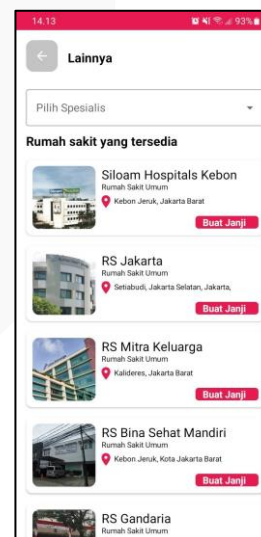 14.13
93%
Lainnya
Pilih Spesialis
Rumah sakit yang tersedia
Siloam Hospitals Kebon
Rumah Sakit Umum
Kebon Jeruk, Jakarta Barat
Buat Janji
RS Jakarta
Rumah Sakit Umum
Setiabudi, Jakarta Selatan, Jakarta,
Buat Janji
RS Mitra Keluarga
Rumah Sakit Umum
Kalideres, Jakarta Barat
Buat Janji
RS Bina Sehat Mandiri
Rumah Sakit Umum
Kebon Jeruk, Kota Jakarta Barat
Buat Janji
RS Gandaria
Rumah Sakit Umum